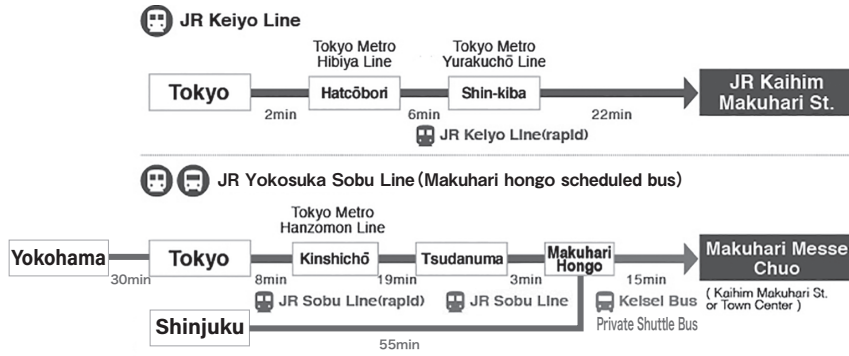 JR Keiyo Line
Tokyo Metro
Hibiya Line
Tokyo Metro
Yurakuchō Line
Tokyo
Hatcōbori
Shin-kiba
JR Kaihim
Makuhari St.
2min
6min
22min
JR Keiyo Line(rapid)
JR Yokosuka Sobu Line(Makuhari hongo scheduled bus)
Tokyo Metro
Hanzomon Line
Yokohama
Tokyo
Kinshichō
Tsudanuma
Makuhari
Hongo
Makuhari Messe
Chuo
30min
8min
19min
3min
15min
JR Sobu Line(rapid)
JR Sobu Line
Keisei Bus
Private Shuttle Bus
( Kaihim Makuhari St.
or Town Center )
Shinjuku
55min